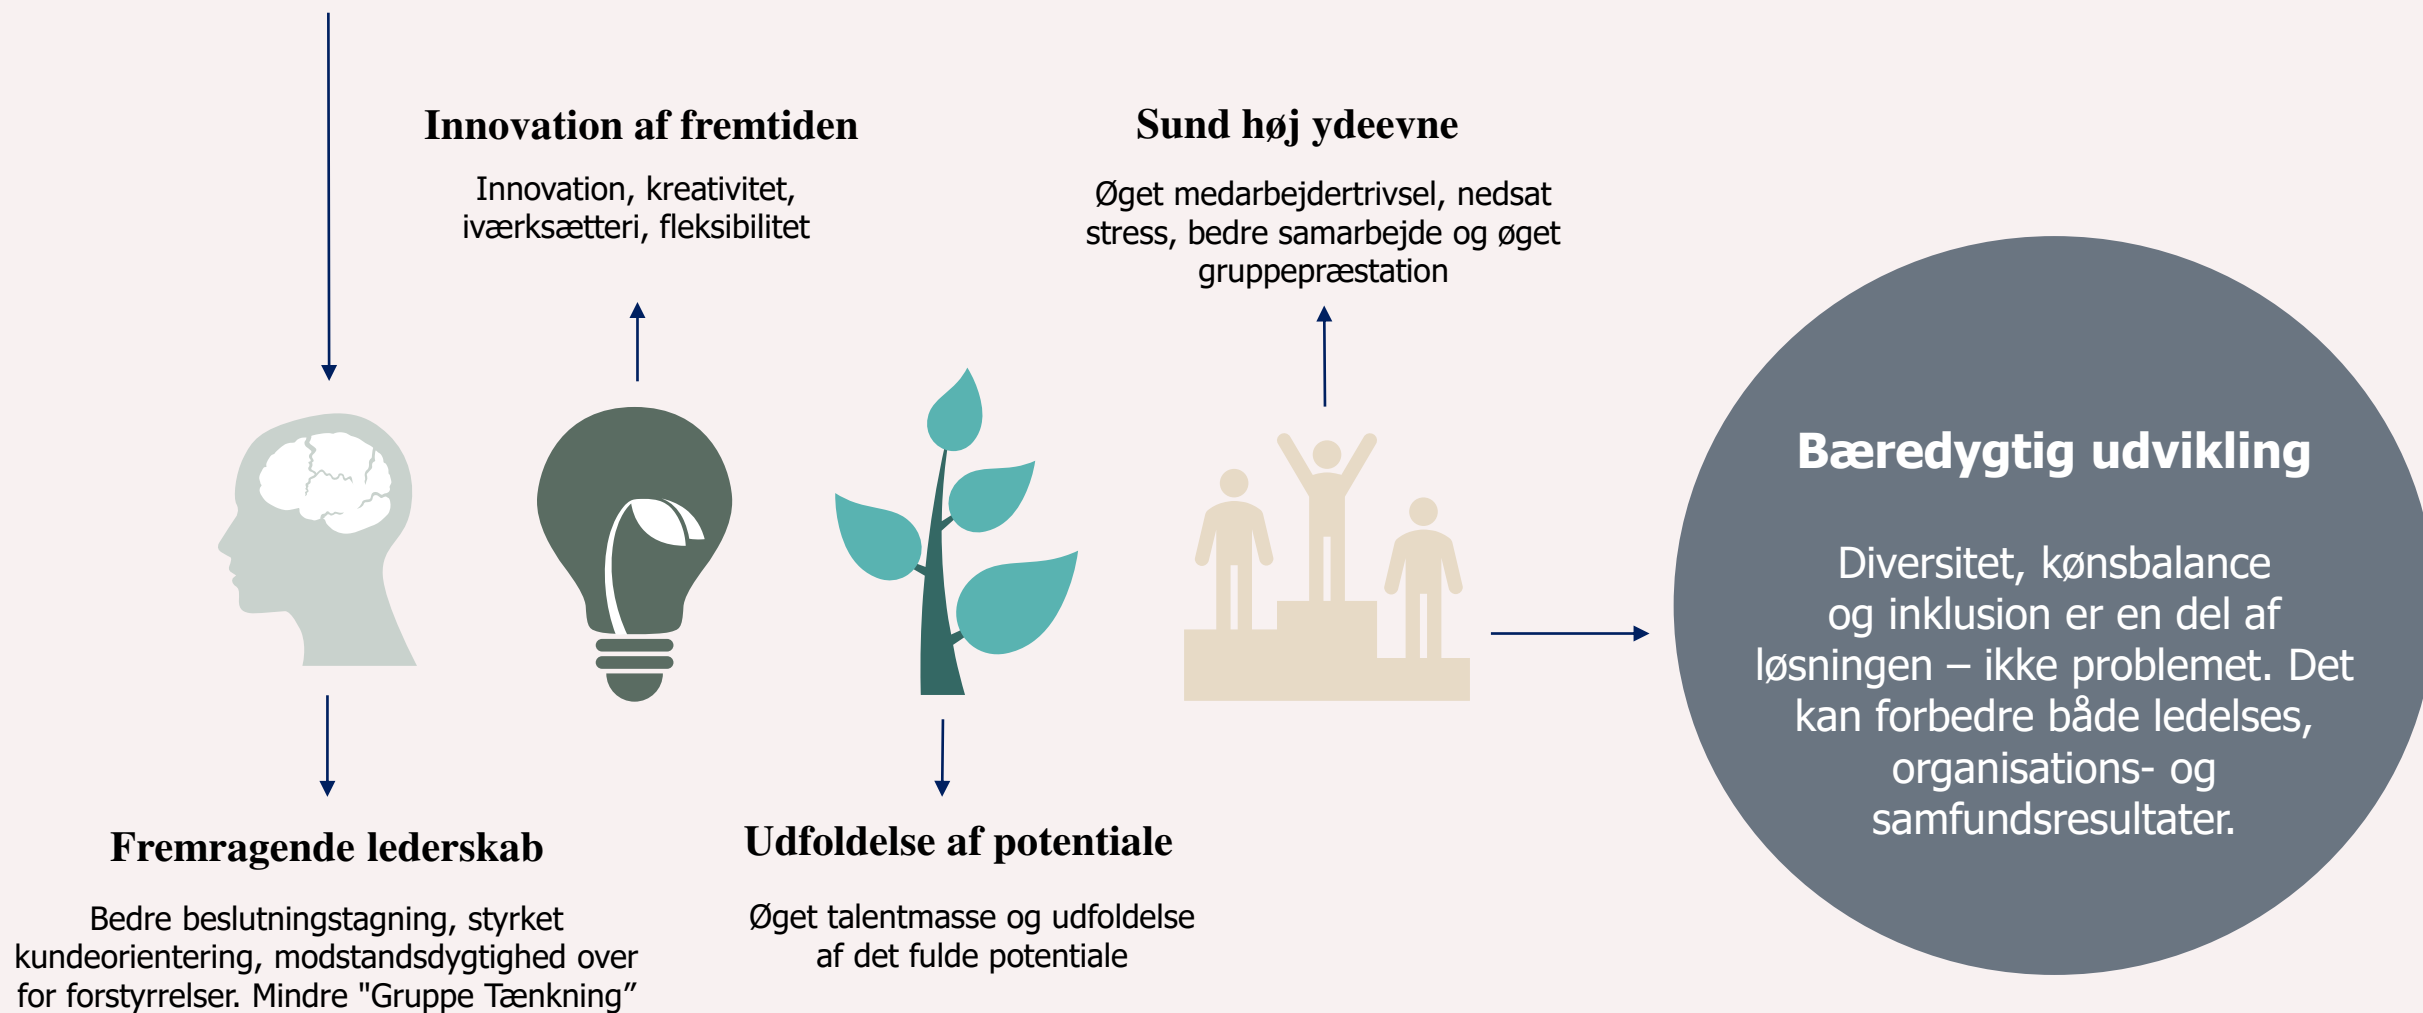 Innovation af fremtiden
Innovation, kreativitet,
iværksætteri, fleksibilitet
Sund høj ydeevne
Øget medarbejdertrivsel, nedsat
stress, bedre samarbejde og øget
gruppepræstation
Fremragende lederskab
Bedre beslutningstagning, styrket
kundeorientering, modstandsdygtighed over
for forstyrrelser. Mindre "Gruppe Tænkning”
Udfoldelse af potentiale
Øget talentmasse og udfoldelse
af det fulde potentiale
Bæredygtig udvikling
Diversitet, kønsbalance
og inklusion er en del af
løsningen – ikke problemet. Det
kan forbedre både ledelses,
organisations- og
samfundsresultater.